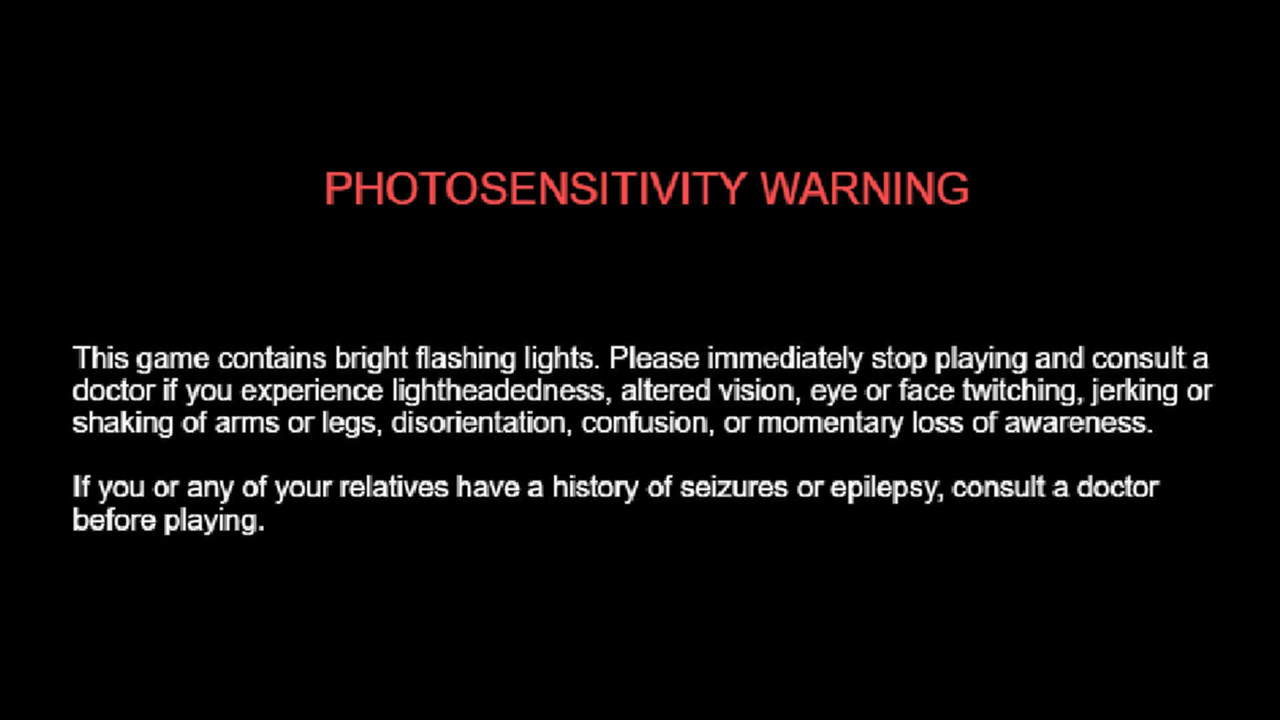 PHOTOSENSITIVITY WARNING
This game contains bright flashing lights. Please immediately stop playing and consult a
doctor if you experience lightheadedness, altered vision, eye or face twitching, jerking or
shaking of arms or legs, disorientation, confusion, or momentary loss of awareness.
If you or any of your relatives have a history of seizures or epilepsy, consult a doctor
before playing.